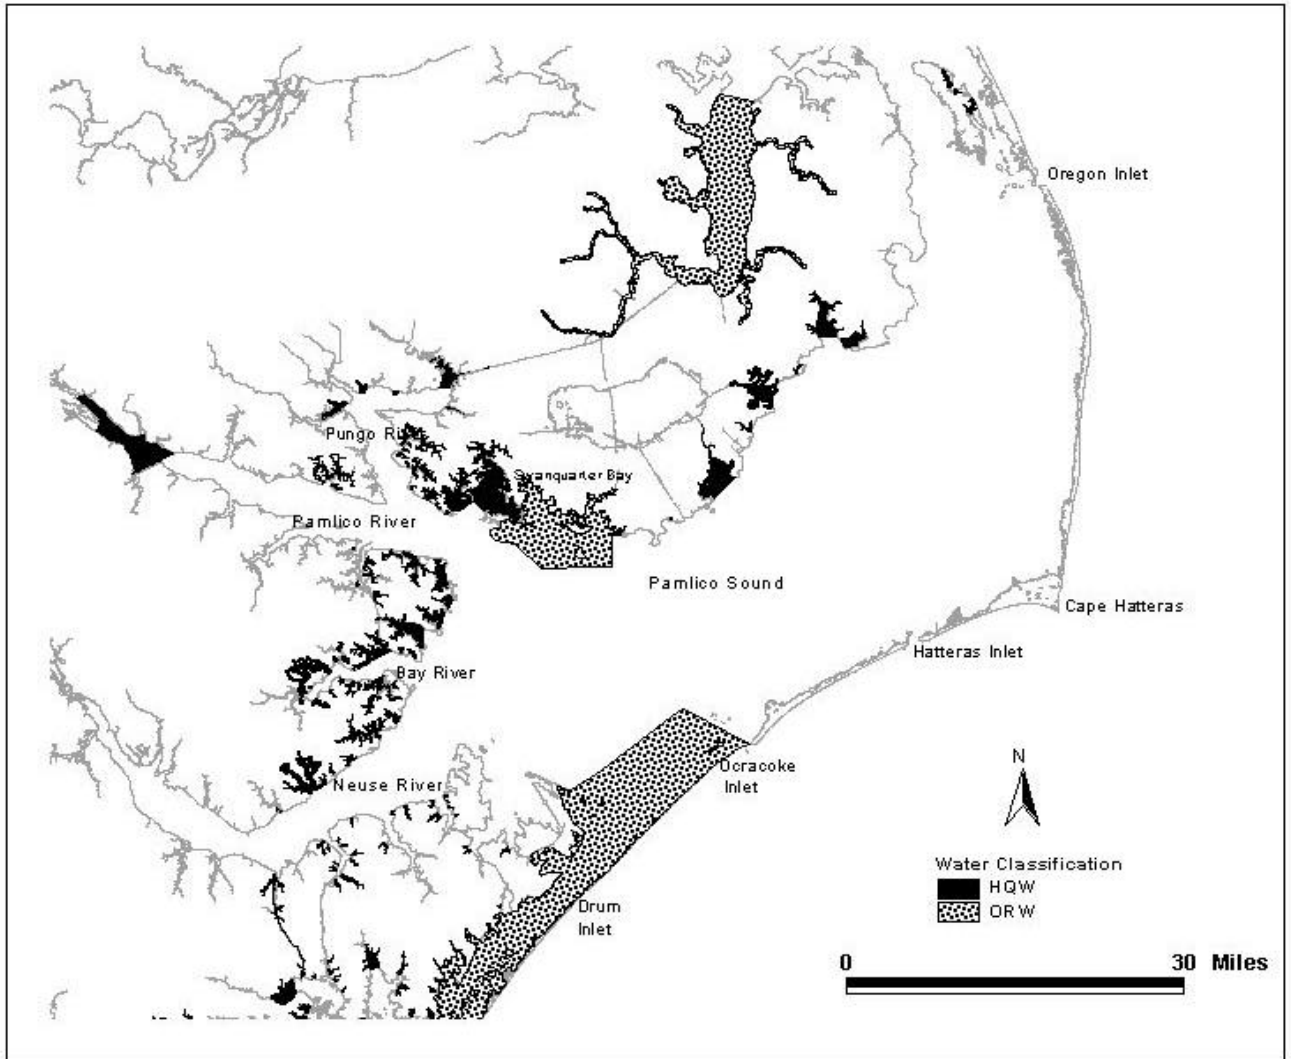 Oregon Inlet
Pungo River
Swanquarter Bay
Pamlico River
Pamlico Sound
Cape Hatteras
Hatteras Inlet
Bay River
Ocracoke
Inlet
Neuse River
N
Water Classification
HQW
ORW
Drum
Inlet
0 30 Miles